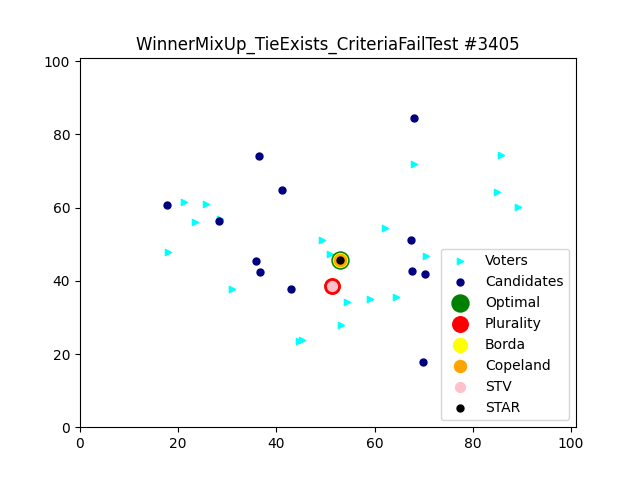 WinnerMixUp_TieExists_CriteriaFailTest #3405
100
80
60
40
20
0
0 20 40 60 80 100
Voters
Candidates
Optimal
Plurality
Borda
Copeland
STV
STAR